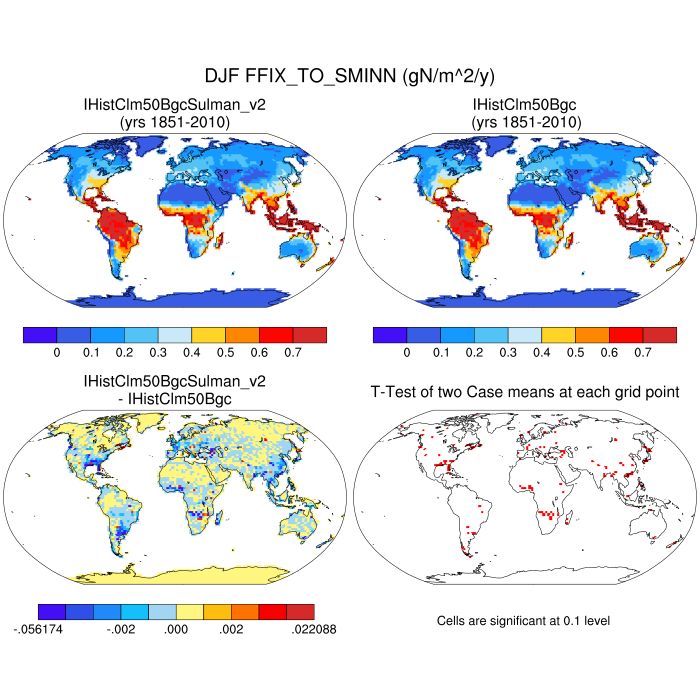 DJF FFIX_TO_SMINN (gN/m^2/y)
IHistClm50BgcSulman_v2
(yrs 1851-2010)
IHistClm50Bgc
(yrs 1851-2010)
0 0.1 0.2 0.3 0.4 0.5 0.6 0.7
0 0.1 0.2 0.3 0.4 0.5 0.6 0.7
IHistClm50BgcSulman_v2
- IHistClm50Bgc
T-Test of two Case means at each grid point
-.056174 -.002 .000 .002 .022088
Cells are significant at 0.1 level